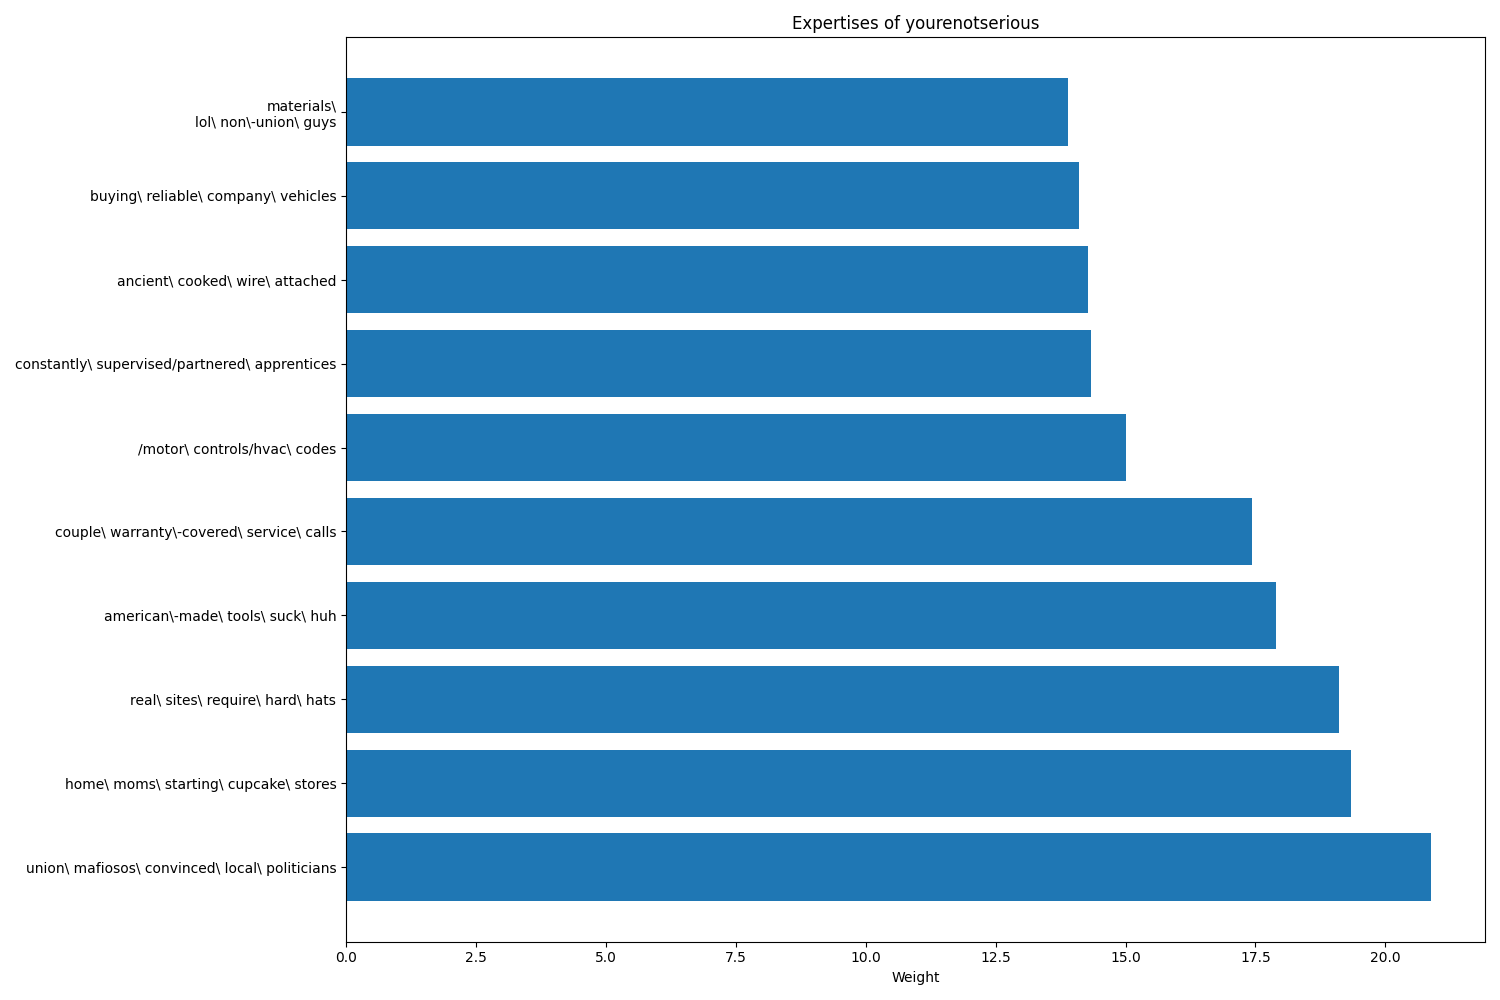 Expertises of yourenotserious
materials\
lol\ non\-union\ guys
buying\ reliable\ company\ vehicles
ancient\ cooked\ wire\ attached
constantly\ supervised/partnered\ apprentices
/motor\ controls/hvac\ codes
couple\ warranty\-covered\ service\ calls
american\-made\ tools\ suck\ huh
real\ sites\ require\ hard\ hats
home\ moms\ starting\ cupcake\ stores
union\ mafiosos\ convinced\ local\ politicians
0.0 2.5 5.0 7.5 10.0 12.5 15.0 17.5 20.0
Weight